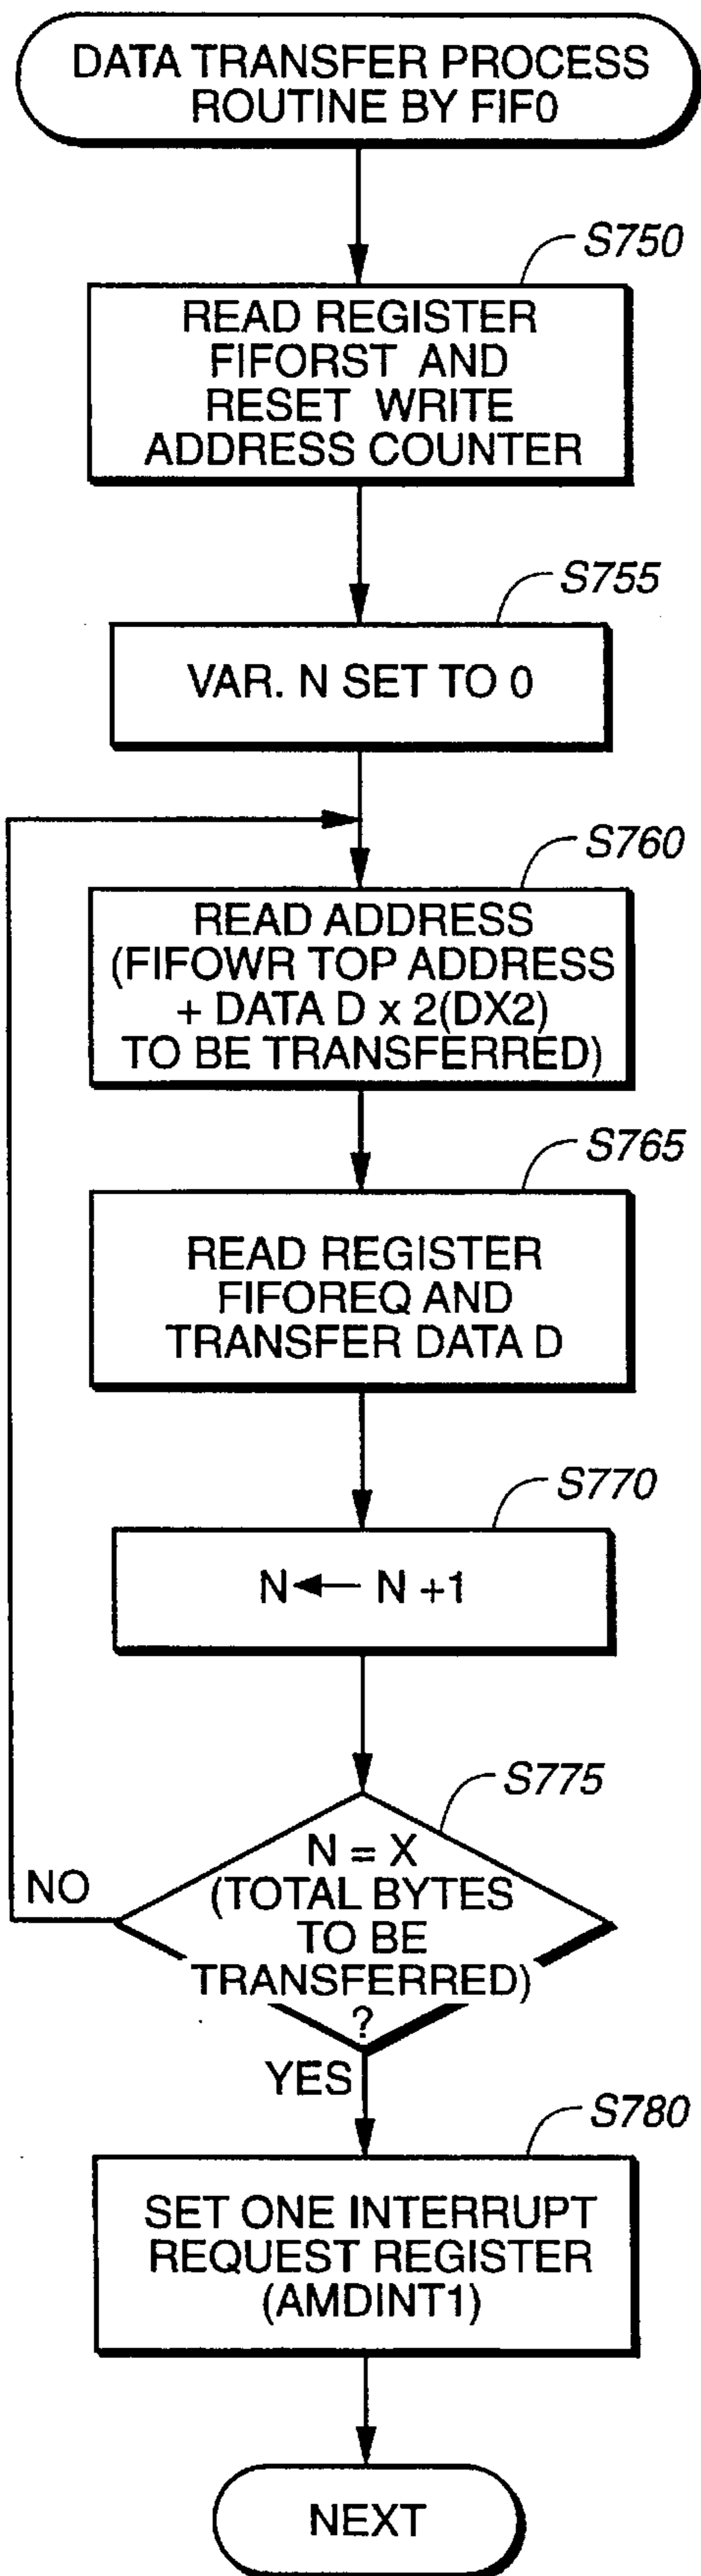 DATA TRANSFER PROCESS
ROUTINE BY FIF0
S750
READ REGISTER
FIFORST AND
RESET WRITE
ADDRESS COUNTER
S755
VAR. N SET TO 0
S760
READ ADDRESS
(FIFOWR TOP ADDRESS
+ DATA D x 2(DX2)
TO BE TRANSFERRED)
S765
READ REGISTER
FIFOREQ AND
TRANSFER DATA D
S770
N ← N +1
S775
N = X
(TOTAL BYTES
TO BE
TRANSFERRED)
?
NO
YES
S780
SET ONE INTERRUPT
REQUEST REGISTER
(AMDINT1)
NEXT